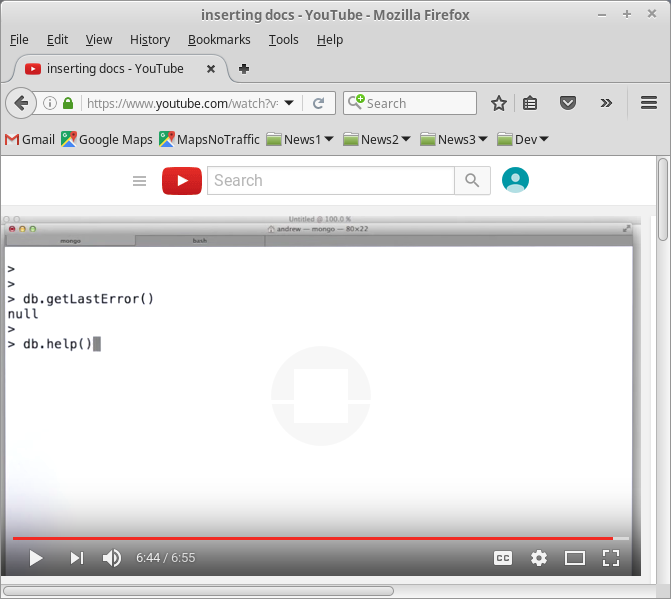 inserting docs - YouTube - Mozilla Firefox
File Edit View History Bookmarks Tools Help
inserting docs - YouTube
https://www.youtube.com/watch?v= Search
Gmail Google Maps MapsNoTraffic News1 News2 News3 Dev
Search
Untitled @ 100.0 %
andrew — mongo — 80×22
mongo bash
>
>
> db.getLastError()
null
>
> db.help()
6:44 / 6:55 CC